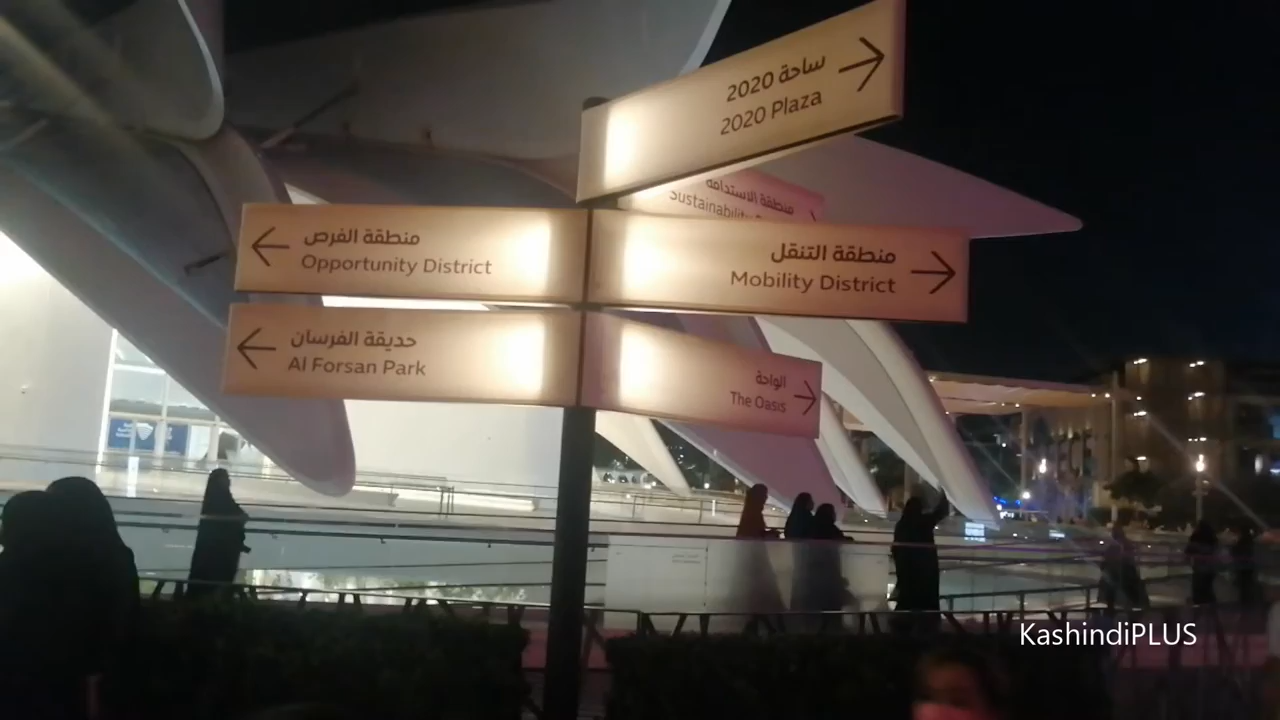 ساحة 2020
2020 Plaza
منطقة الاستدامة
Sustainability
منطقة الفرص
Opportunity District
منطقة التنقل
Mobility District
حديقة الفرسان
Al Forsan Park
الواحة
The Oasis
KashindiPLUS